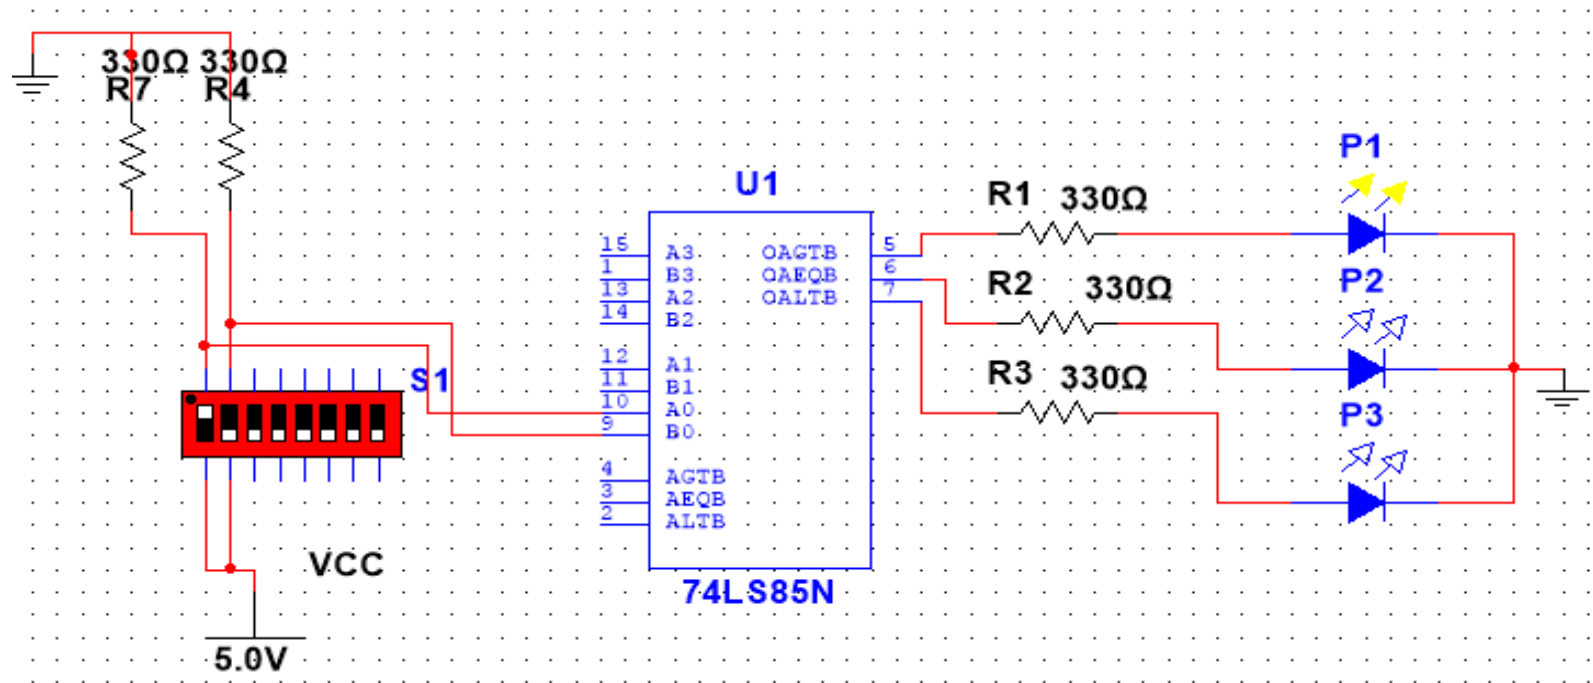 330Ω 330Ω
R7 R4
S1
VCC
5.0V
U1
15 A3 OAGTB 5
1 B3 OAEQB 6
13 A2 OALTB 7
14 B2
12 A1
11 B1
10 A0
9 B0
4 AGTB
3 AEQB
2 ALTB
74LS85N
R1 330Ω
R2 330Ω
R3 330Ω
P1
P2
P3